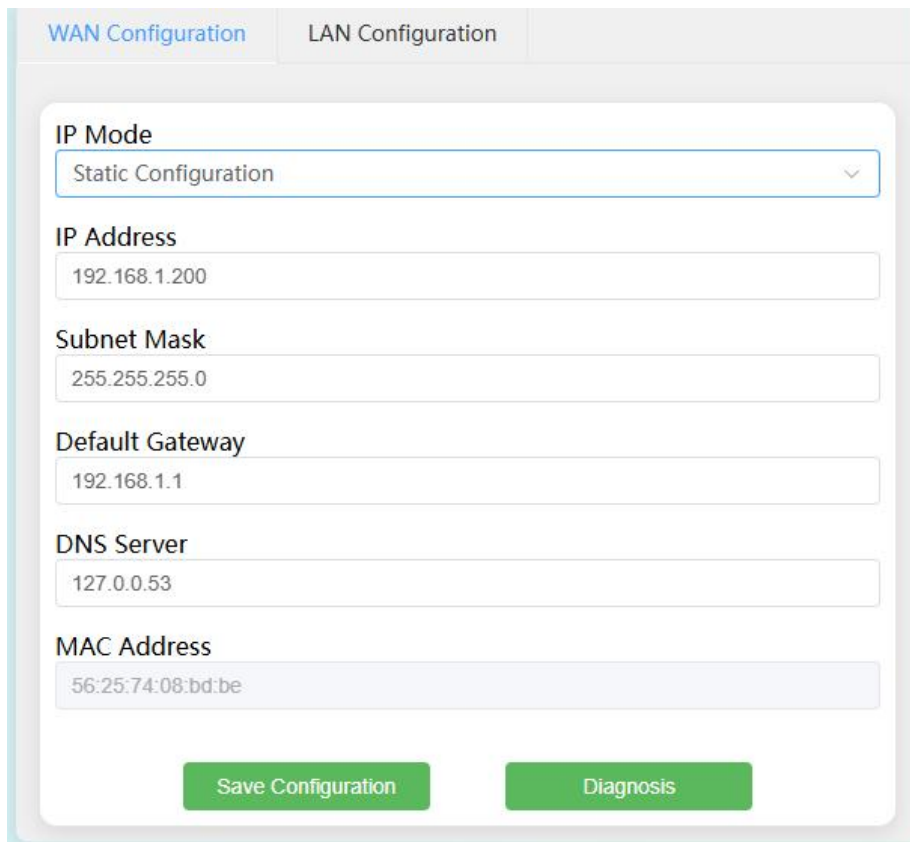 WAN Configuration LAN Configuration
IP Mode
Static Configuration
IP Address
192.168.1.200
Subnet Mask
255.255.255.0
Default Gateway
192.168.1.1
DNS Server
127.0.0.53
MAC Address
56:25:74:08:bd:be
Save Configuration Diagnosis